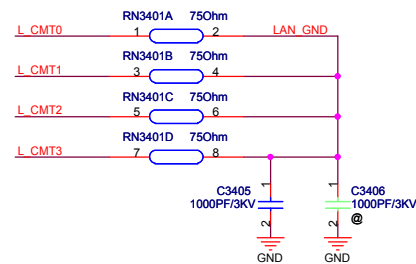 RN3401A 75Ohm
L_CMT0 1 2 LAN_GND
RN3401B 75Ohm
L_CMT1 3 4
RN3401C 75Ohm
L_CMT2 5 6
RN3401D 75Ohm
L_CMT3 7 8
1 1
C3405 C3406
1000PF/3KV 1000PF/3KV
2 2 @
GND GND